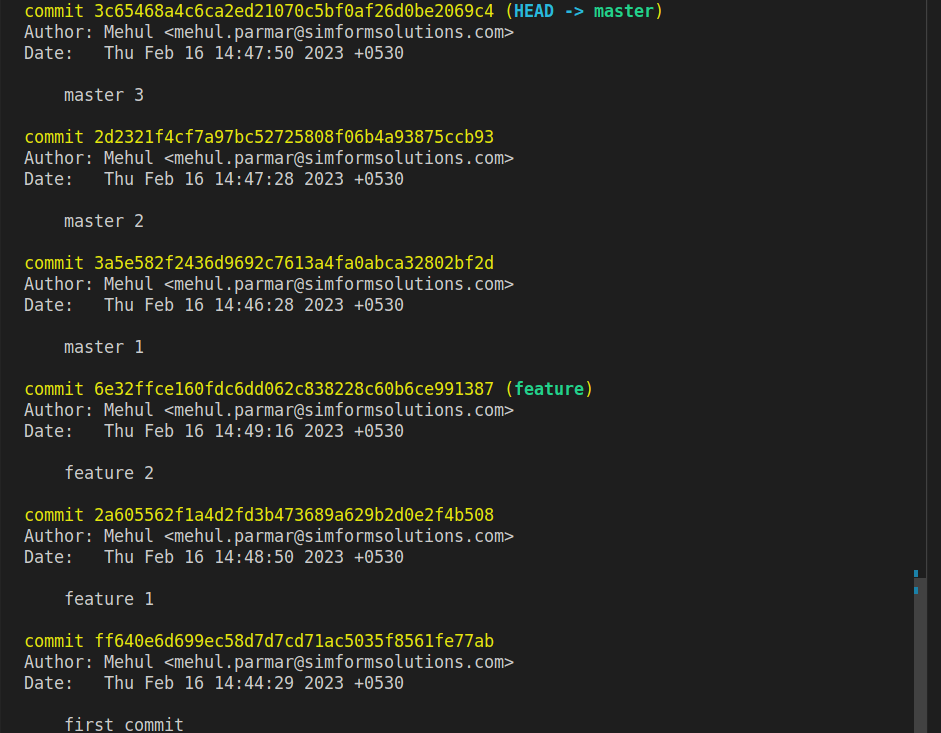 commit 3c65468a4c6ca2ed21070c5bf0af26d0be2069c4 (HEAD -> master)
Author: Mehul <mehul.parmar@simformsolutions.com>
Date:   Thu Feb 16 14:47:50 2023 +0530
master 3
commit 2d2321f4cf7a97bc52725808f06b4a93875ccb93
Author: Mehul <mehul.parmar@simformsolutions.com>
Date:   Thu Feb 16 14:47:28 2023 +0530
master 2
commit 3a5e582f2436d9692c7613a4fa0abca32802bf2d
Author: Mehul <mehul.parmar@simformsolutions.com>
Date:   Thu Feb 16 14:46:28 2023 +0530
master 1
commit 6e32ffce160fdc6dd062c838228c60b6ce991387 (feature)
Author: Mehul <mehul.parmar@simformsolutions.com>
Date:   Thu Feb 16 14:49:16 2023 +0530
feature 2
commit 2a605562f1a4d2fd3b473689a629b2d0e2f4b508
Author: Mehul <mehul.parmar@simformsolutions.com>
Date:   Thu Feb 16 14:48:50 2023 +0530
feature 1
commit ff640e6d699ec58d7d7cd71ac5035f8561fe77ab
Author: Mehul <mehul.parmar@simformsolutions.com>
Date:   Thu Feb 16 14:44:29 2023 +0530
first commit